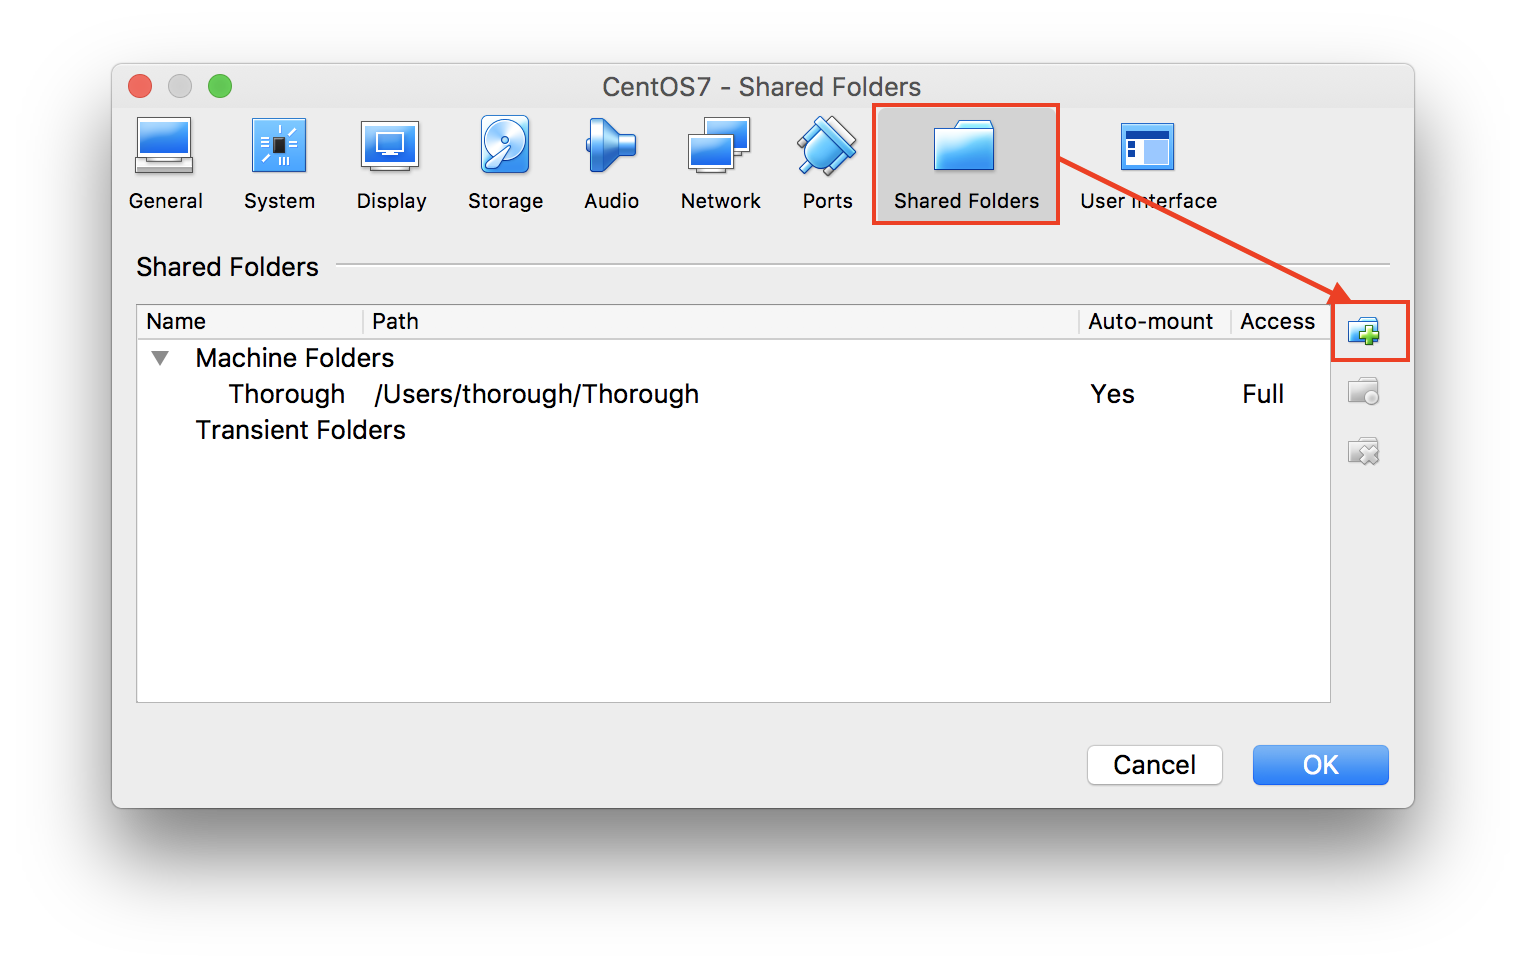 CentOS7 - Shared Folders
General System Display Storage Audio Network Ports Shared Folders User Interface
Shared Folders
Name Path Auto-mount Access
Machine Folders
Thorough /Users/thorough/Thorough Yes Full
Transient Folders
Cancel OK